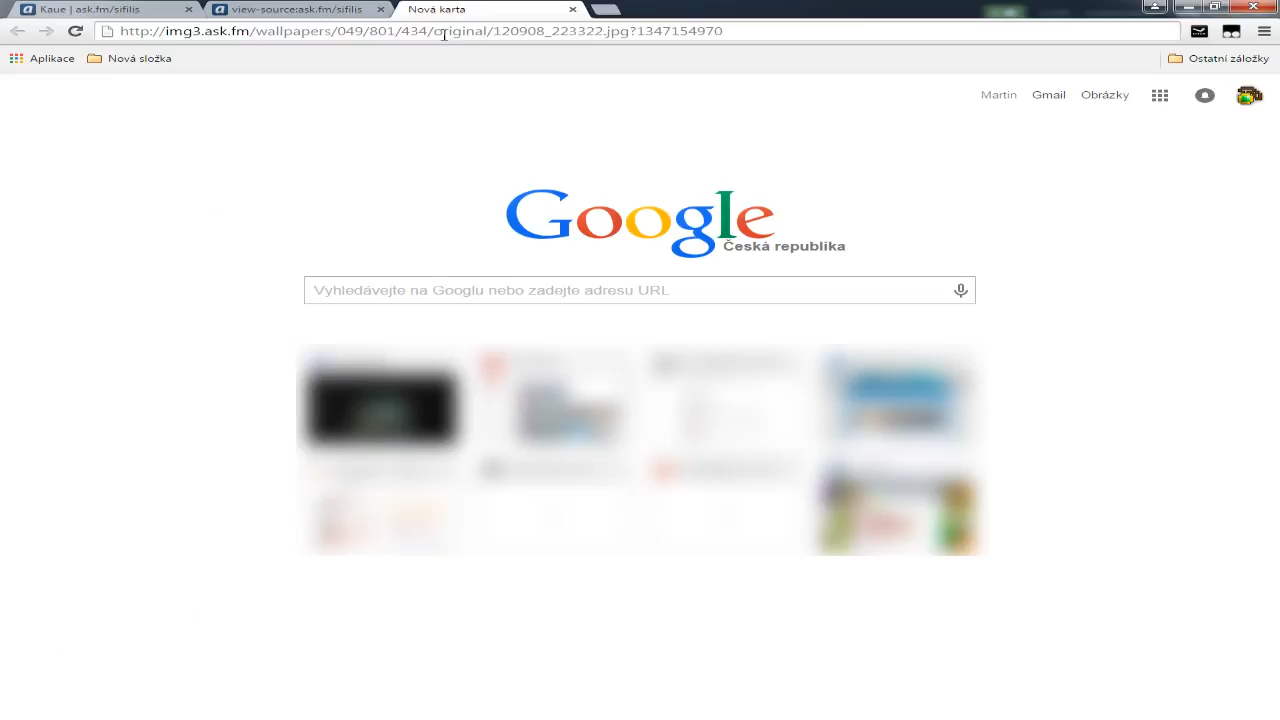 Kaue | ask.fm/sifilis
view-source:ask.fm/sifilis
Nová karta
http://img3.ask.fm/wallpapers/049/801/434/original/120908_223322.jpg?1347154970
Aplikace
Nová složka
Ostatní záložky
Martin
Gmail
Obrázky
Google
Česká republika
Vyhledávejte na Googlu nebo zadejte adresu URL